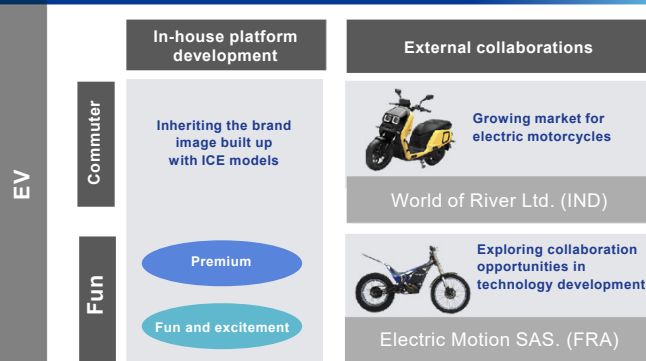 In-house platform
development
External collaborations
EV
Commuter
Inheriting the brand
image built up
with ICE models
Growing market for
electric motorcycles
World of River Ltd. (IND)
Fun
Premium
Fun and excitement
Exploring collaboration
opportunities in
technology development
Electric Motion SAS. (FRA)